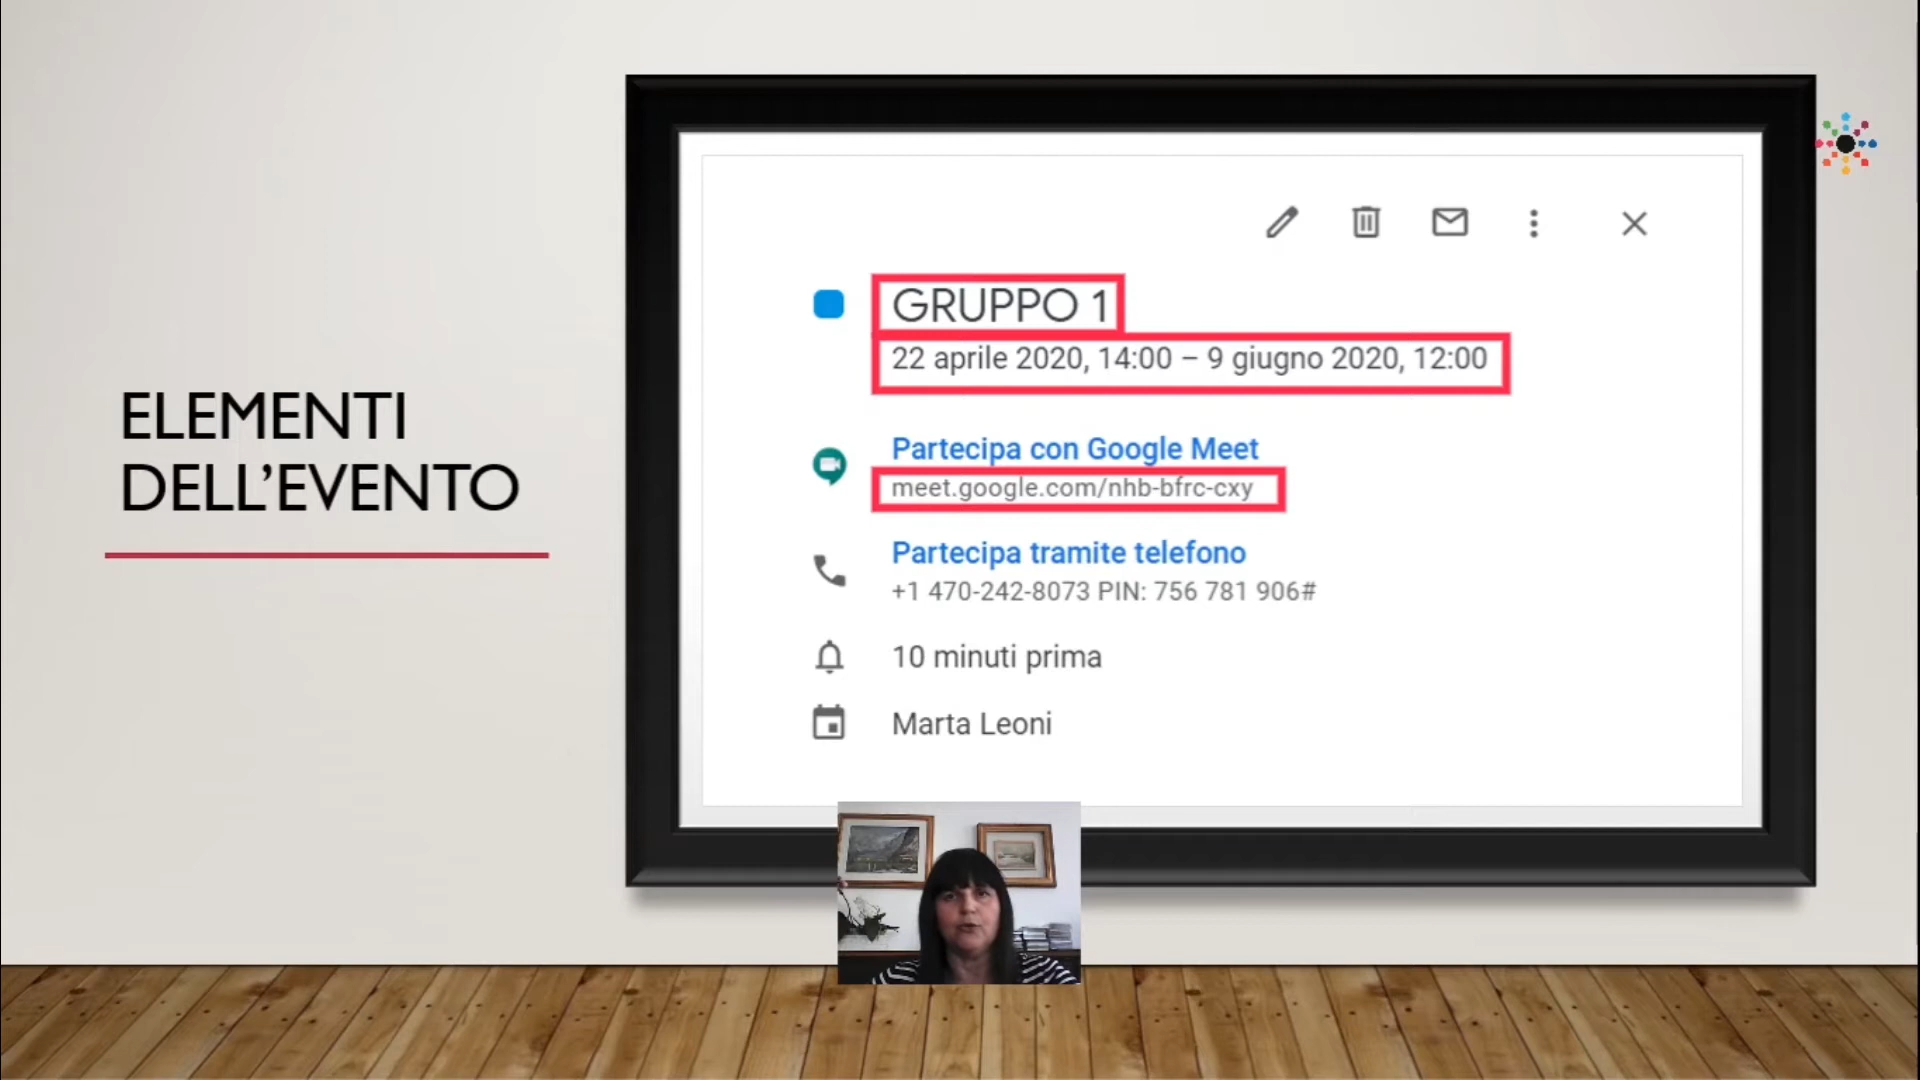 ELEMENTI
DELL’EVENTO
GRUPPO 1
22 aprile 2020, 14:00 – 9 giugno 2020, 12:00
Partecipa con Google Meet
meet.google.com/nhb-bfrc-cxy
Partecipa tramite telefono
+1 470-242-8073 PIN: 756 781 906#
10 minuti prima
Marta Leoni